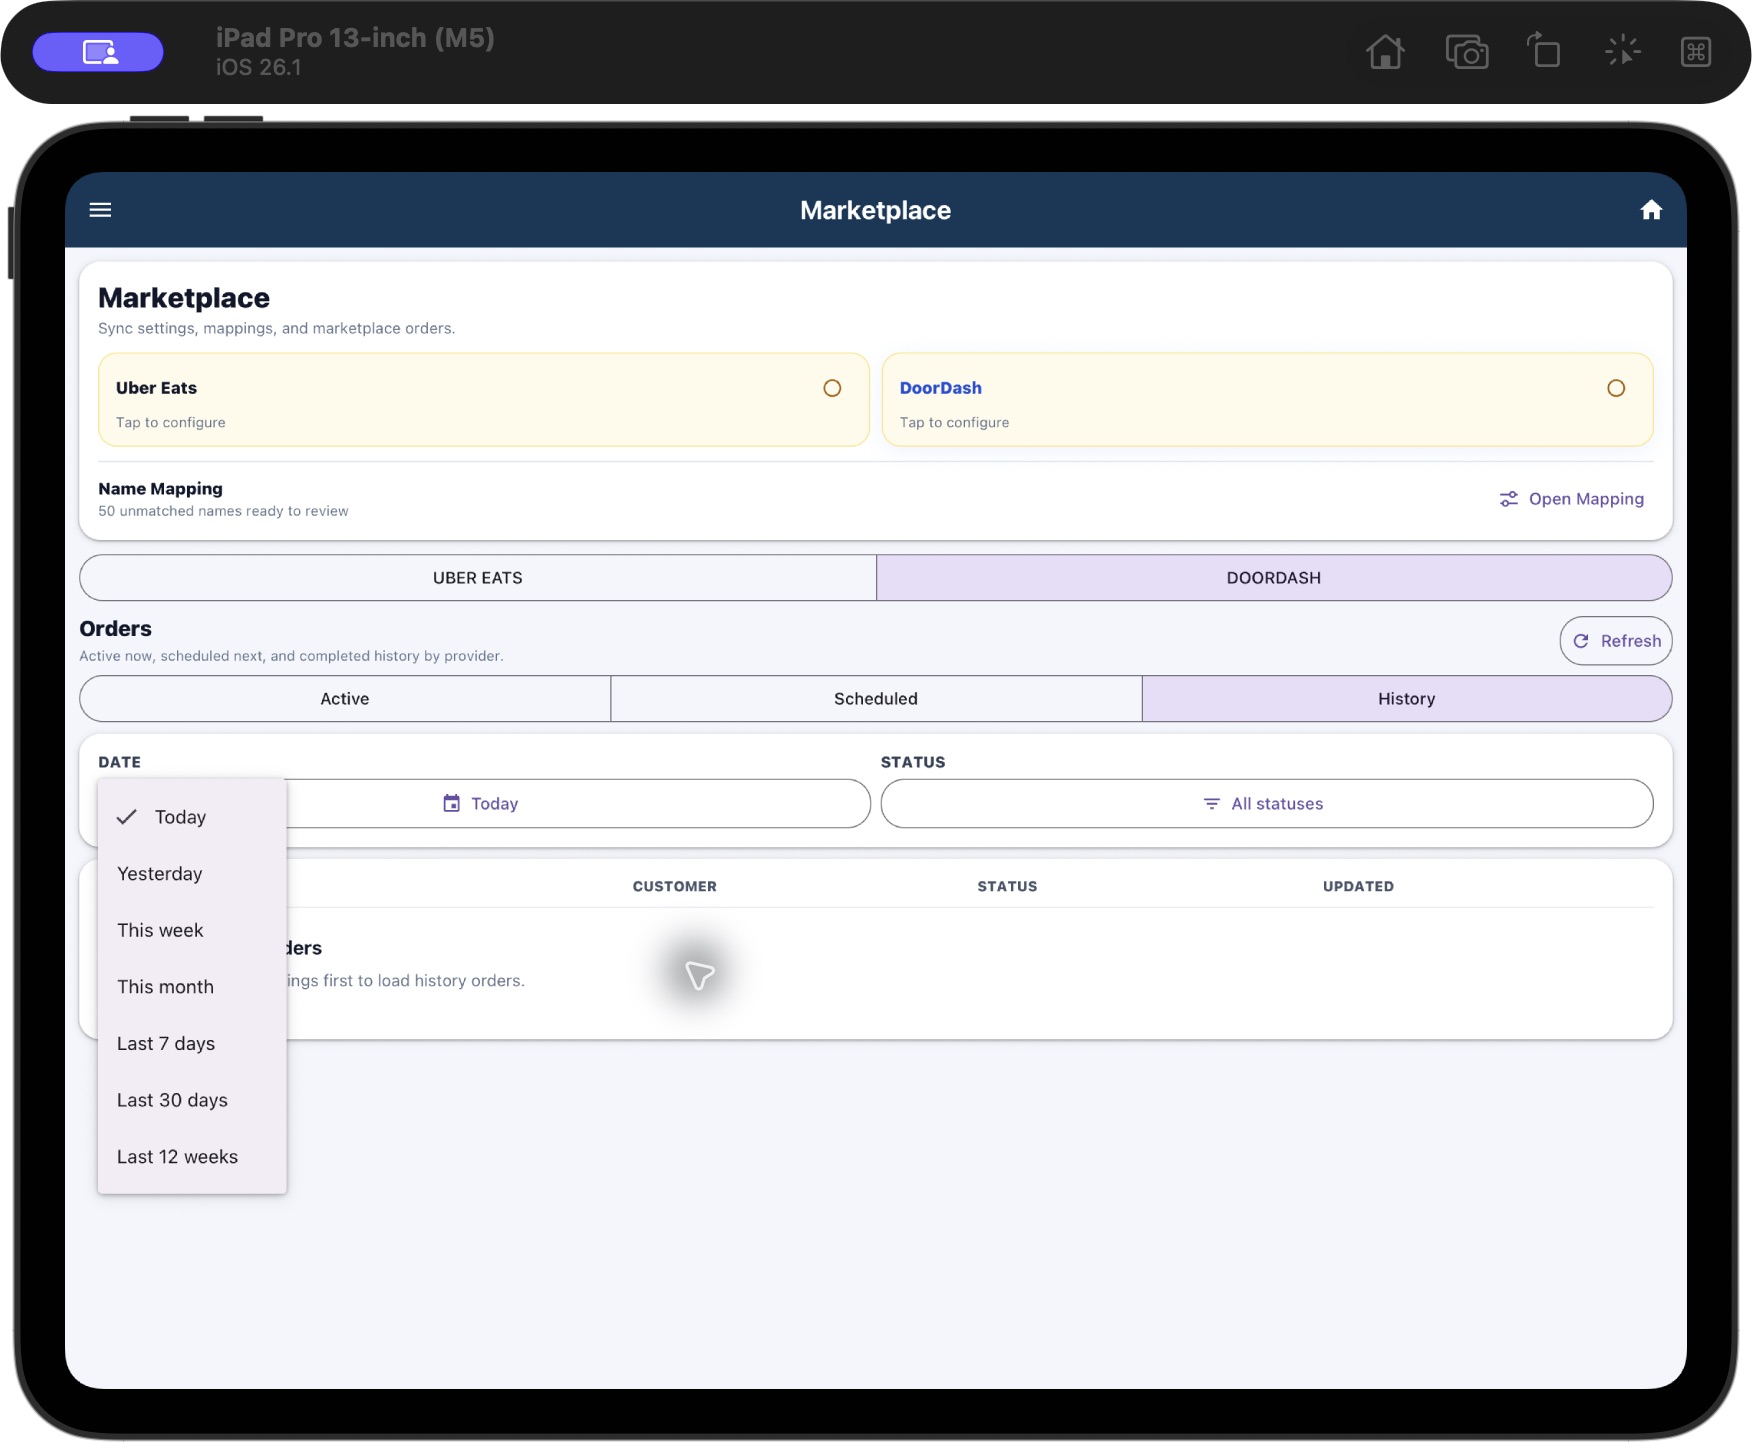 iPad Pro 13-inch (M5)
iOS 26.1
Marketplace
Marketplace
Sync settings, mappings, and marketplace orders.
Uber Eats
Tap to configure
DoorDash
Tap to configure
Name Mapping
50 unmatched names ready to review
Open Mapping
UBER EATS
DOORDASH
Orders
Active now, scheduled next, and completed history by provider.
Refresh
Active
Scheduled
History
DATE
STATUS
Today
All statuses
Today
Yesterday
This week
This month
Last 7 days
Last 30 days
Last 12 weeks
CUSTOMER
STATUS
UPDATED
ders
ings first to load history orders.